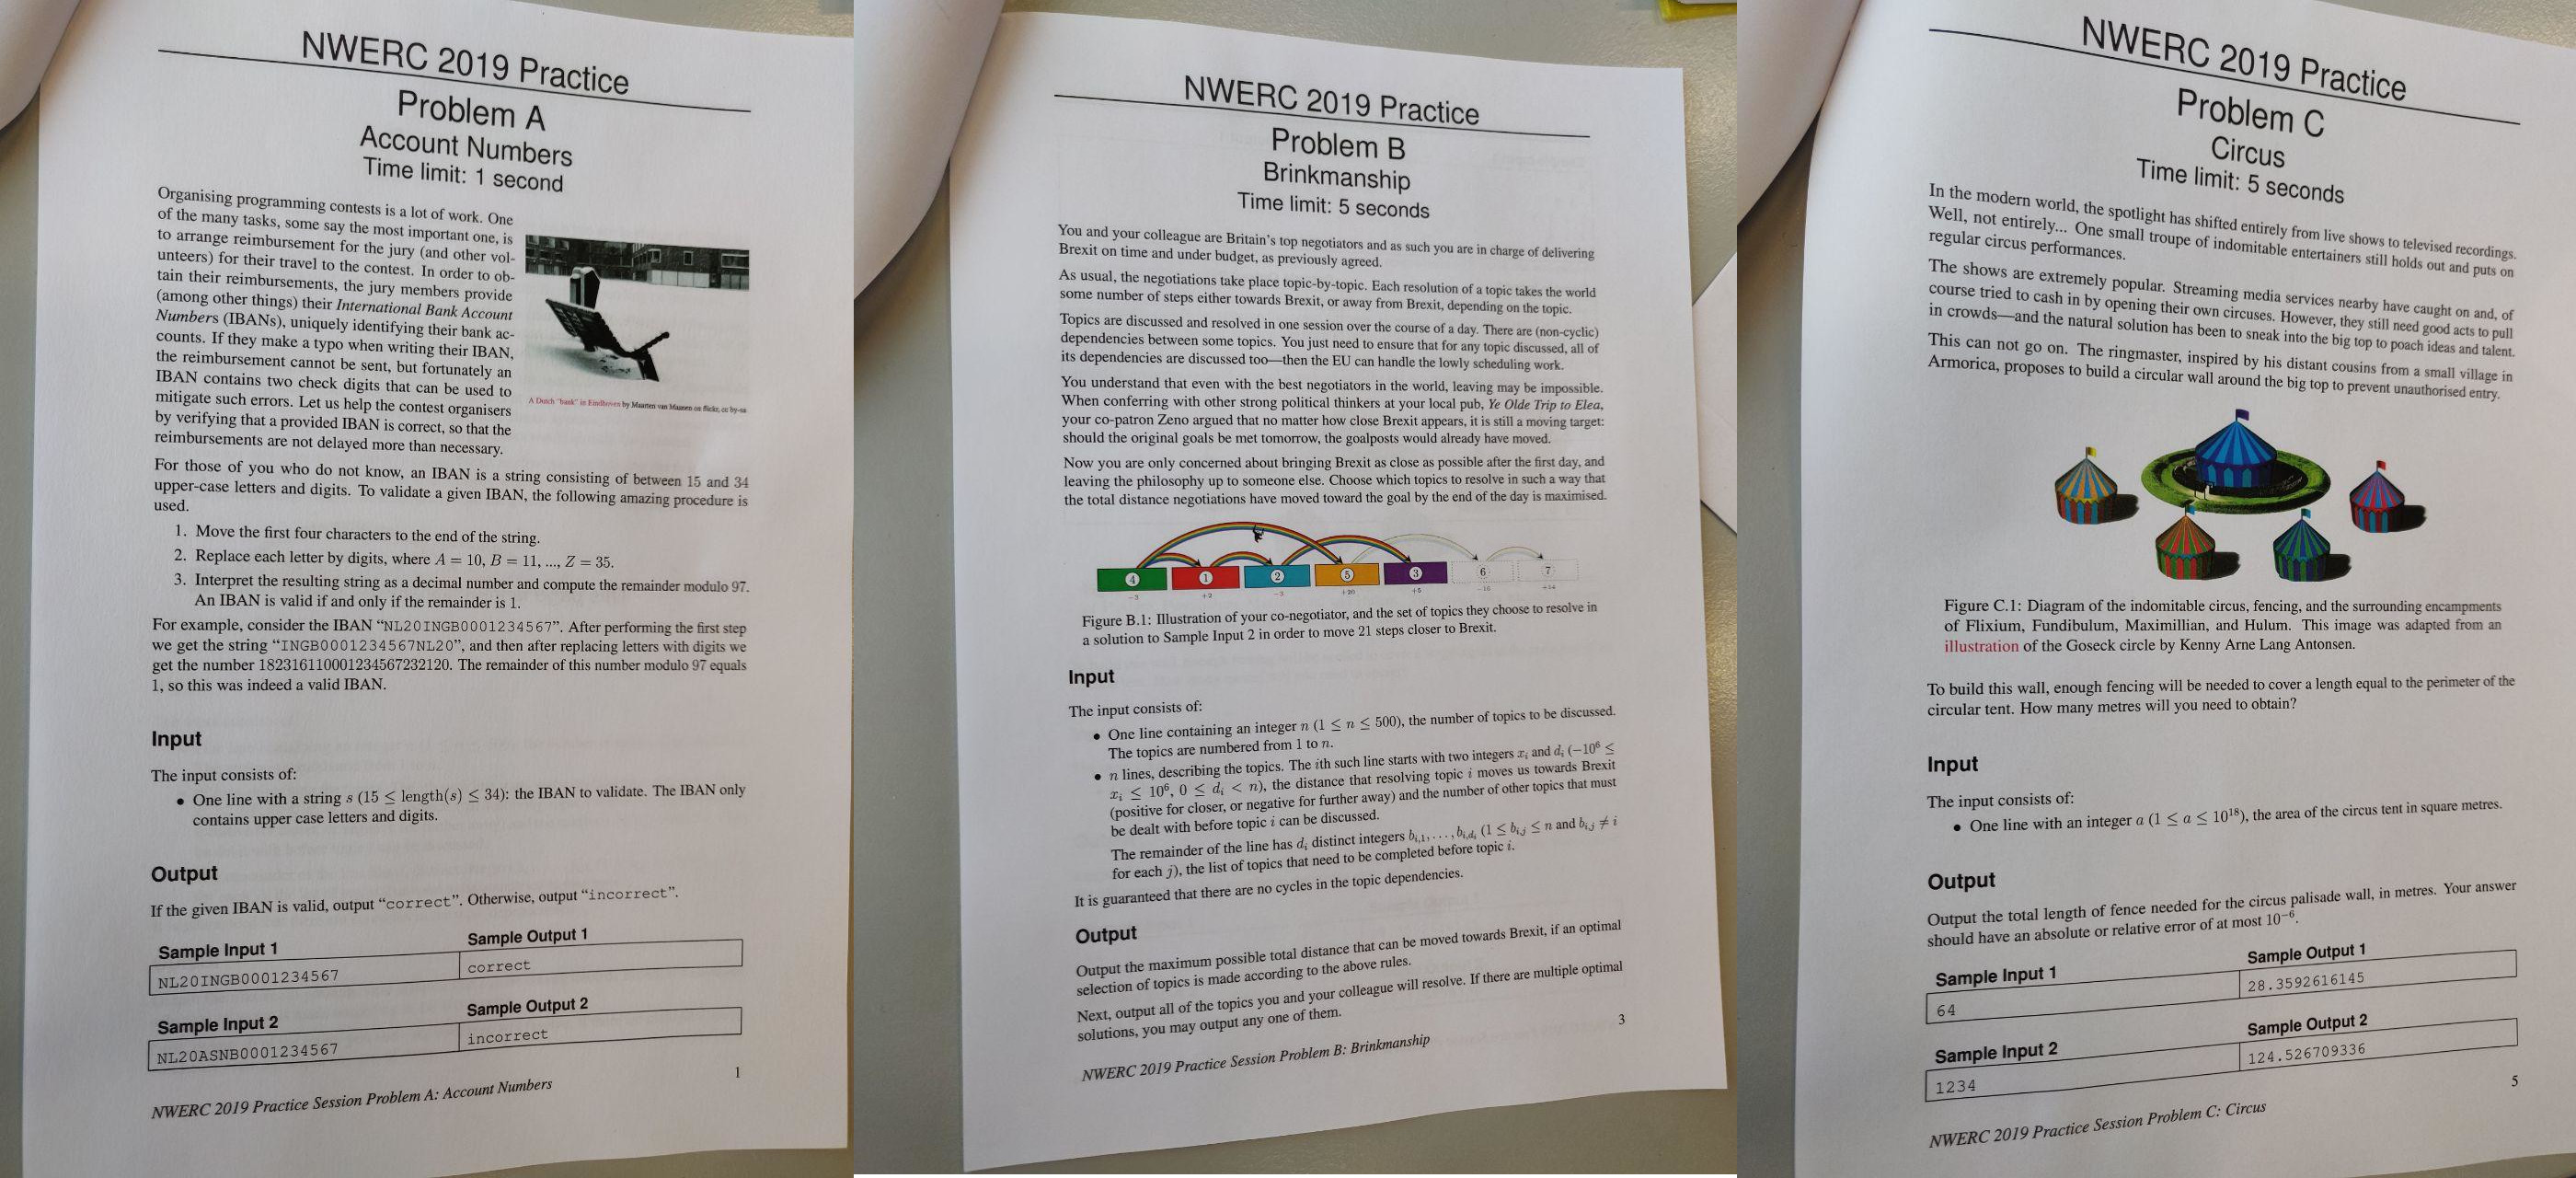 NWERC 2019 Practice
Problem A
Account Numbers
Time limit: 1 second
Organising programming contests is a lot of work. One
of the many tasks, some say the most important one, is
to arrange reimbursement for the jury (and other vol-
unteers) for their travel to the contest. In order to ob-
tain their reimbursements, the jury members provide
(among other things) their International Bank Account
Numbers (IBANs), uniquely identifying their bank ac-
counts. If they make a typo when writing their IBAN,
the reimbursement cannot be sent, but fortunately an
IBAN contains two check digits that can be used to
mitigate such errors. Let us help the contest organisers
by verifying that a provided IBAN is correct, so that the
reimbursements are not delayed more than necessary.
A Dutch "bank" in Eindhoven by Maarten van Maanen on flickr, cc by-sa
For those of you who do not know, an IBAN is a string consisting of between 15 and 34
upper-case letters and digits. To validate a given IBAN, the following amazing procedure is
used.
1. Move the first four characters to the end of the string.
2. Replace each letter by digits, where A = 10, B = 11, ..., Z = 35.
3. Interpret the resulting string as a decimal number and compute the remainder modulo 97.
An IBAN is valid if and only if the remainder is 1.
For example, consider the IBAN “NL20INGB0001234567”. After performing the first step
we get the string “INGB0001234567NL20”, and then after replacing letters with digits we
get the number 182316110001234567232120. The remainder of this number modulo 97 equals
1, so this was indeed a valid IBAN.
Input
The input consists of:
• One line with a string s (15 ≤ length(s) ≤ 34): the IBAN to validate. The IBAN only
contains upper case letters and digits.
Output
If the given IBAN is valid, output “correct”. Otherwise, output “incorrect”.
Sample Input 1 Sample Output 1
NL20INGB0001234567 correct
Sample Input 2 Sample Output 2
NL20ASNB0001234567 incorrect
NWERC 2019 Practice Session Problem A: Account Numbers 1
NWERC 2019 Practice
Problem B
Brinkmanship
Time limit: 5 seconds
You and your colleague are Britain's top negotiators and as such you are in charge of delivering
Brexit on time and under budget, as previously agreed.
As usual, the negotiations take place topic-by-topic. Each resolution of a topic takes the world
some number of steps either towards Brexit, or away from Brexit, depending on the topic.
Topics are discussed and resolved in one session over the course of a day. There are (non-cyclic)
dependencies between some topics. You just need to ensure that for any topic discussed, all of
its dependencies are discussed too—then the EU can handle the lowly scheduling work.
You understand that even with the best negotiators in the world, leaving may be impossible.
When conferring with other strong political thinkers at your local pub, Ye Olde Trip to Elea,
your co-patron Zeno argued that no matter how close Brexit appears, it is still a moving target:
should the original goals be met tomorrow, the goalposts would already have moved.
Now you are only concerned about bringing Brexit as close as possible after the first day, and
leaving the philosophy up to someone else. Choose which topics to resolve in such a way that
the total distance negotiations have moved toward the goal by the end of the day is maximised.
4 1 2 5 3 6 7
−3 +2 −3 +20 +5 −16 +14
Figure B.1: Illustration of your co-negotiator, and the set of topics they choose to resolve in
a solution to Sample Input 2 in order to move 21 steps closer to Brexit.
Input
The input consists of:
• One line containing an integer n (1 ≤ n ≤ 500), the number of topics to be discussed.
The topics are numbered from 1 to n.
• n lines, describing the topics. The ith such line starts with two integers xᵢ and dᵢ (−10⁶ ≤
xᵢ ≤ 10⁶, 0 ≤ dᵢ < n), the distance that resolving topic i moves us towards Brexit
(positive for closer, or negative for further away) and the number of other topics that must
be dealt with before topic i can be discussed.
The remainder of the line has dᵢ distinct integers bᵢ,₁, . . . , bᵢ,dᵢ (1 ≤ bᵢ,ⱼ ≤ n and bᵢ,ⱼ ≠ i
for each j), the list of topics that need to be completed before topic i.
It is guaranteed that there are no cycles in the topic dependencies.
Output
Output the maximum possible total distance that can be moved towards Brexit, if an optimal
selection of topics is made according to the above rules.
Next, output all of the topics you and your colleague will resolve. If there are multiple optimal
solutions, you may output any one of them.
NWERC 2019 Practice Session Problem B: Brinkmanship 3
NWERC 2019 Practice
Problem C
Circus
Time limit: 5 seconds
In the modern world, the spotlight has shifted entirely from live shows to televised recordings.
Well, not entirely... One small troupe of indomitable entertainers still holds out and puts on
regular circus performances.
The shows are extremely popular. Streaming media services nearby have caught on and, of
course tried to cash in by opening their own circuses. However, they still need good acts to pull
in crowds—and the natural solution has been to sneak into the big top to poach ideas and talent.
This can not go on. The ringmaster, inspired by his distant cousins from a small village in
Armorica, proposes to build a circular wall around the big top to prevent unauthorised entry.
Figure C.1: Diagram of the indomitable circus, fencing, and the surrounding encampments
of Flixium, Fundibulum, Maximillian, and Hulum. This image was adapted from an
illustration of the Goseck circle by Kenny Arne Lang Antonsen.
To build this wall, enough fencing will be needed to cover a length equal to the perimeter of the
circular tent. How many metres will you need to obtain?
Input
The input consists of:
• One line with an integer a (1 ≤ a ≤ 10¹⁸), the area of the circus tent in square metres.
Output
Output the total length of fence needed for the circus palisade wall, in metres. Your answer
should have an absolute or relative error of at most 10⁻⁶.
Sample Input 1 Sample Output 1
64 28.3592616145
Sample Input 2 Sample Output 2
1234 124.526709336
NWERC 2019 Practice Session Problem C: Circus 5